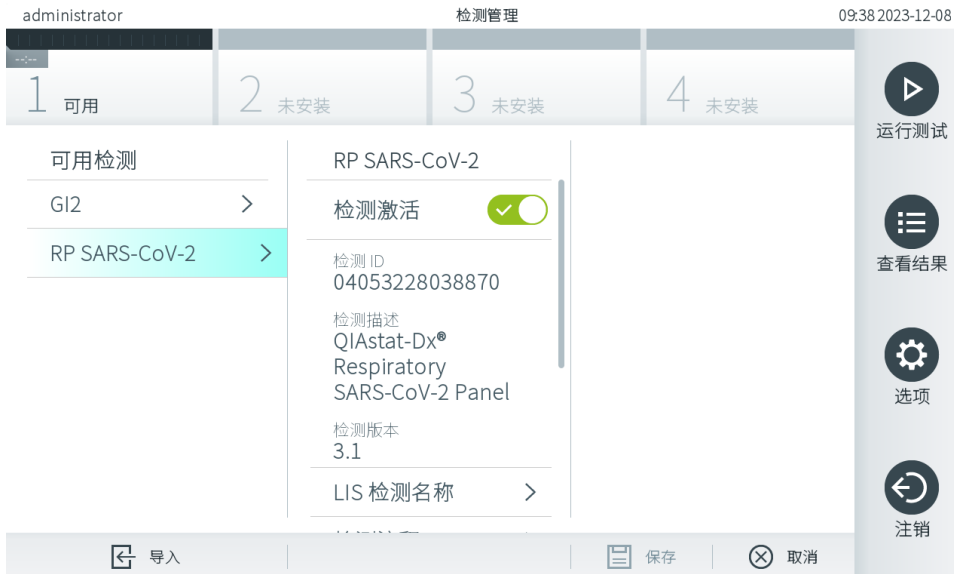 administrator
检测管理
09:38 2023-12-08
--:--
1 可用
2 未安装
3 未安装
4 未安装
运行测试
查看结果
选项
注销
可用检测
GI2
RP SARS-CoV-2
RP SARS-CoV-2
检测激活
检测 ID
04053228038870
检测描述
QIAstat-Dx®
Respiratory
SARS-CoV-2 Panel
检测版本
3.1
LIS 检测名称
导入
保存
取消